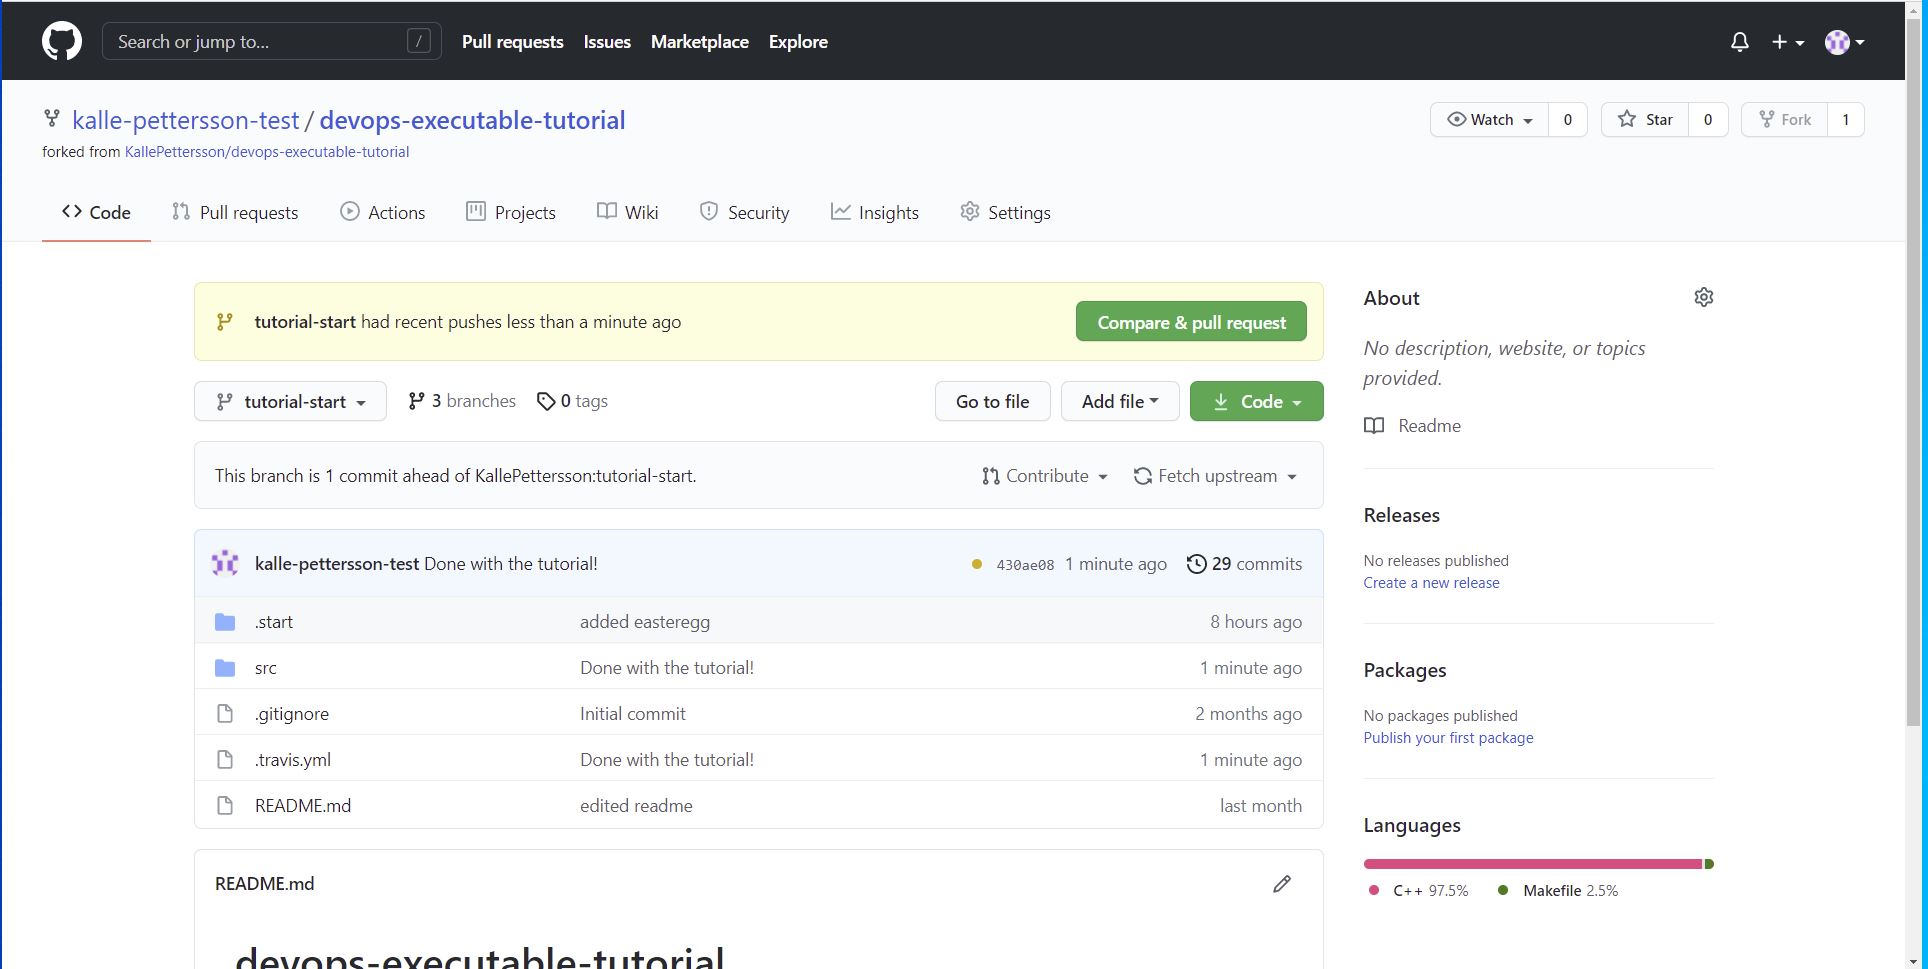 Search or jump to... /
Pull requests Issues Marketplace Explore
kalle-pettersson-test / devops-executable-tutorial
forked from KallePettersson/devops-executable-tutorial
Watch 0 Star 0 Fork 1
Code Pull requests Actions Projects Wiki Security Insights Settings
tutorial-start had recent pushes less than a minute ago
Compare & pull request
tutorial-start 3 branches 0 tags Go to file Add file Code
This branch is 1 commit ahead of KallePettersson:tutorial-start. Contribute Fetch upstream
kalle-pettersson-test Done with the tutorial! 430ae08 1 minute ago 29 commits
.start added easteregg 8 hours ago
src Done with the tutorial! 1 minute ago
.gitignore Initial commit 2 months ago
.travis.yml Done with the tutorial! 1 minute ago
README.md edited readme last month
README.md
devops-executable-tutorial
About
No description, website, or topics
provided.
Readme
Releases
No releases published
Create a new release
Packages
No packages published
Publish your first package
Languages
C++ 97.5% Makefile 2.5%